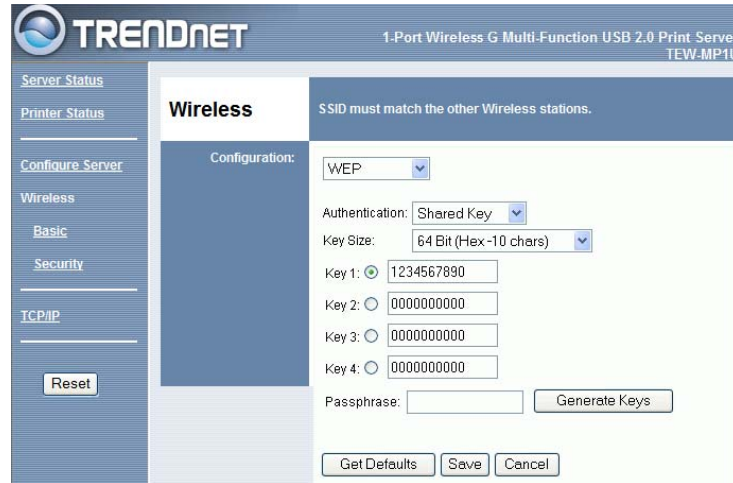 TRENDnet
1-Port Wireless G Multi-Function USB 2.0 Print Serve
TEW-MP1U
Server Status
Printer Status
Configure Server
Wireless
Basic
Security
TCP/IP
Reset
Wireless
SSID must match the other Wireless stations.
Configuration:
WEP
Authentication: Shared Key
Key Size: 64 Bit (Hex-10 chars)
Key 1: 1234567890
Key 2: 0000000000
Key 3: 0000000000
Key 4: 0000000000
Passphrase: Generate Keys
Get Defaults Save Cancel